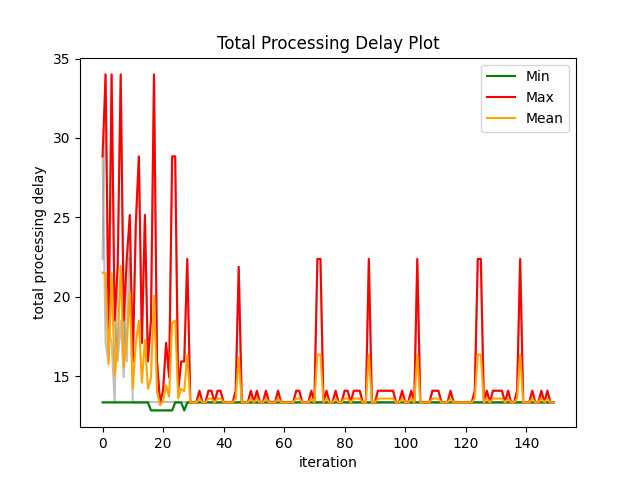 Total Processing Delay Plot
total processing delay
35
30
25
20
15
Min
Max
Mean
0 20 40 60 80 100 120 140
iteration